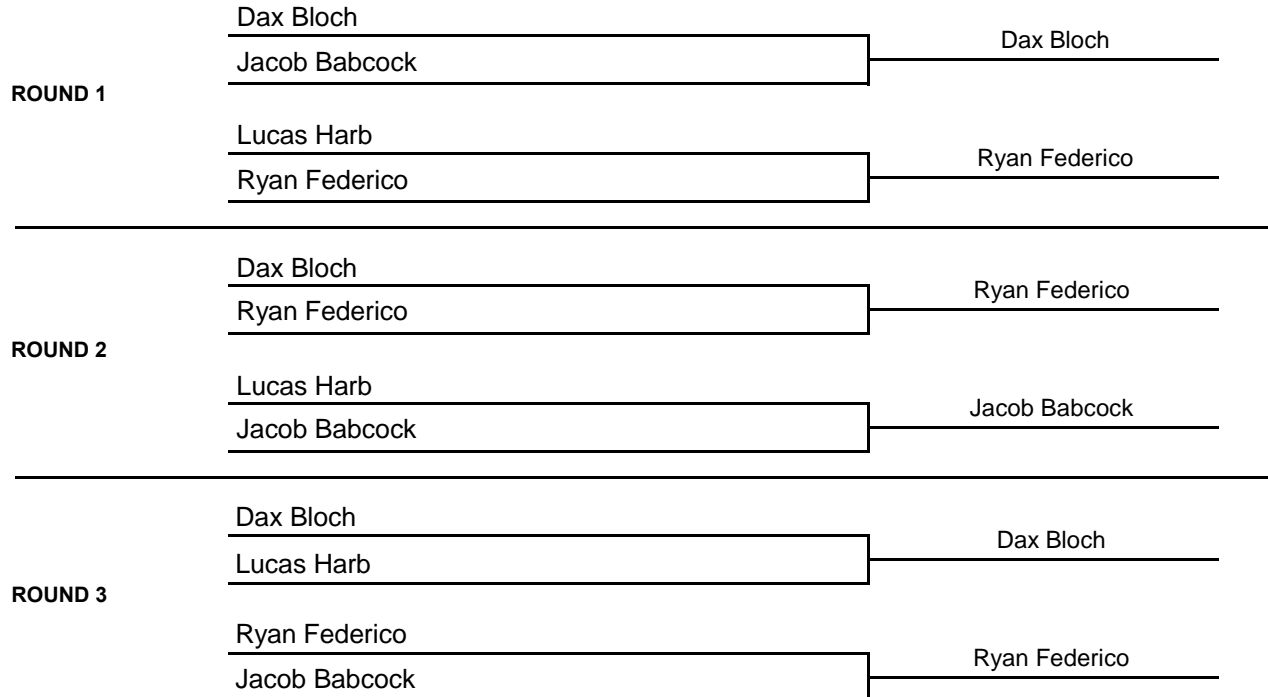 Dax Bloch
Dax Bloch
Jacob Babcock
ROUND 1
Lucas Harb
Ryan Federico
Ryan Federico
Dax Bloch
Ryan Federico
Ryan Federico
ROUND 2
Lucas Harb
Jacob Babcock
Jacob Babcock
Dax Bloch
Dax Bloch
Lucas Harb
ROUND 3
Ryan Federico
Ryan Federico
Jacob Babcock